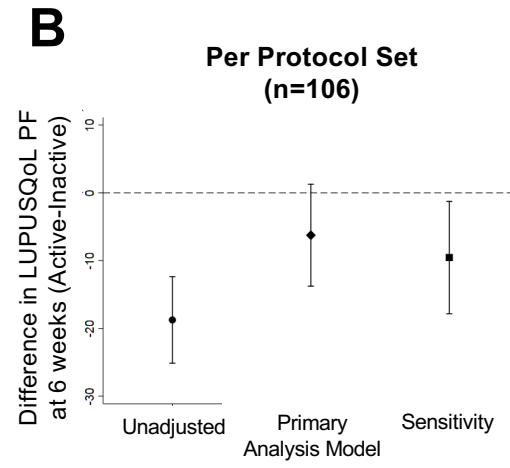 B
Per Protocol Set
(n=106)
Difference in LUPUSQoL PF
at 6 weeks (Active-Inactive)
10
0
-10
-20
-30
Unadjusted
Primary
Analysis Model
Sensitivity